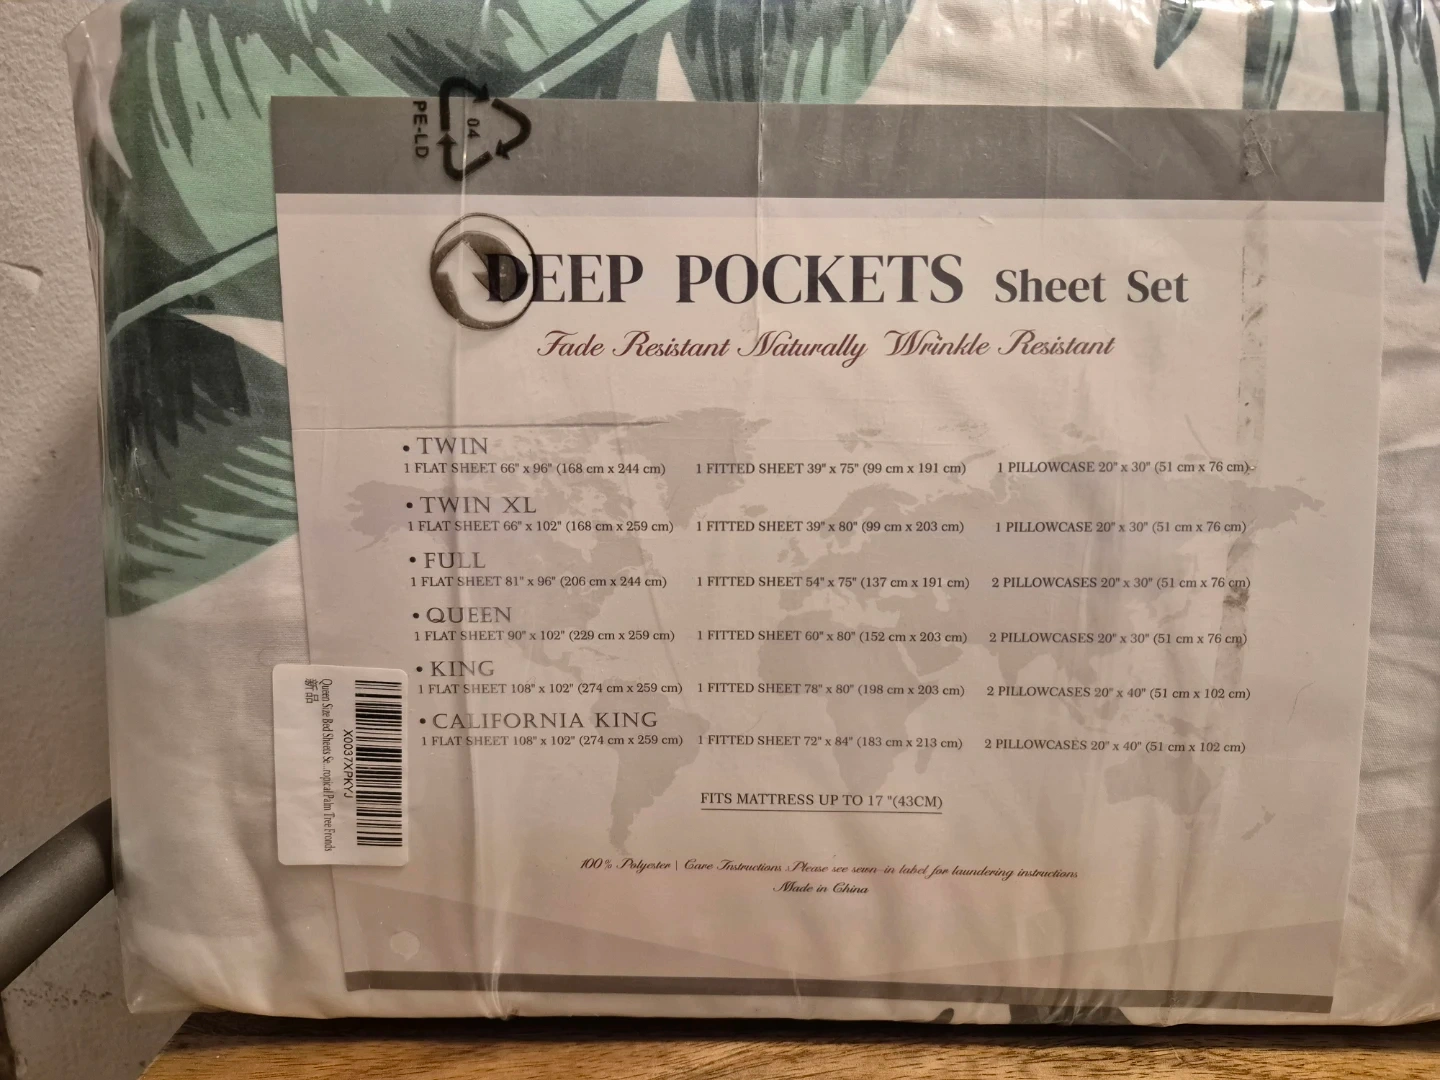 04
PE-LD
DEEP POCKETS Sheet Set
Fade Resistant Naturally Wrinkle Resistant
• TWIN
1 FLAT SHEET 66" x 96" (168 cm x 244 cm) 1 FITTED SHEET 39" x 75" (99 cm x 191 cm) 1 PILLOWCASE 20" x 30" (51 cm x 76 cm)
• TWIN XL
1 FLAT SHEET 66" x 102" (168 cm x 259 cm) 1 FITTED SHEET 39" x 80" (99 cm x 203 cm) 1 PILLOWCASE 20" x 30" (51 cm x 76 cm)
• FULL
1 FLAT SHEET 81" x 96" (206 cm x 244 cm) 1 FITTED SHEET 54" x 75" (137 cm x 191 cm) 2 PILLOWCASES 20" x 30" (51 cm x 76 cm)
• QUEEN
1 FLAT SHEET 90" x 102" (229 cm x 259 cm) 1 FITTED SHEET 60" x 80" (152 cm x 203 cm) 2 PILLOWCASES 20" x 30" (51 cm x 76 cm)
• KING
1 FLAT SHEET 108" x 102" (274 cm x 259 cm) 1 FITTED SHEET 78" x 80" (198 cm x 203 cm) 2 PILLOWCASES 20" x 40" (51 cm x 102 cm)
• CALIFORNIA KING
1 FLAT SHEET 108" x 102" (274 cm x 259 cm) 1 FITTED SHEET 72" x 84" (183 cm x 213 cm) 2 PILLOWCASES 20" x 40" (51 cm x 102 cm)
FITS MATTRESS UP TO 17 "(43CM)
100% Polyester | Care Instructions :Please see sewn-in label for laundering instructions
Made in China
X0037XPKYJ
Queen Size Bed Sheets Se...ropical Palm Tree Fronds
新品